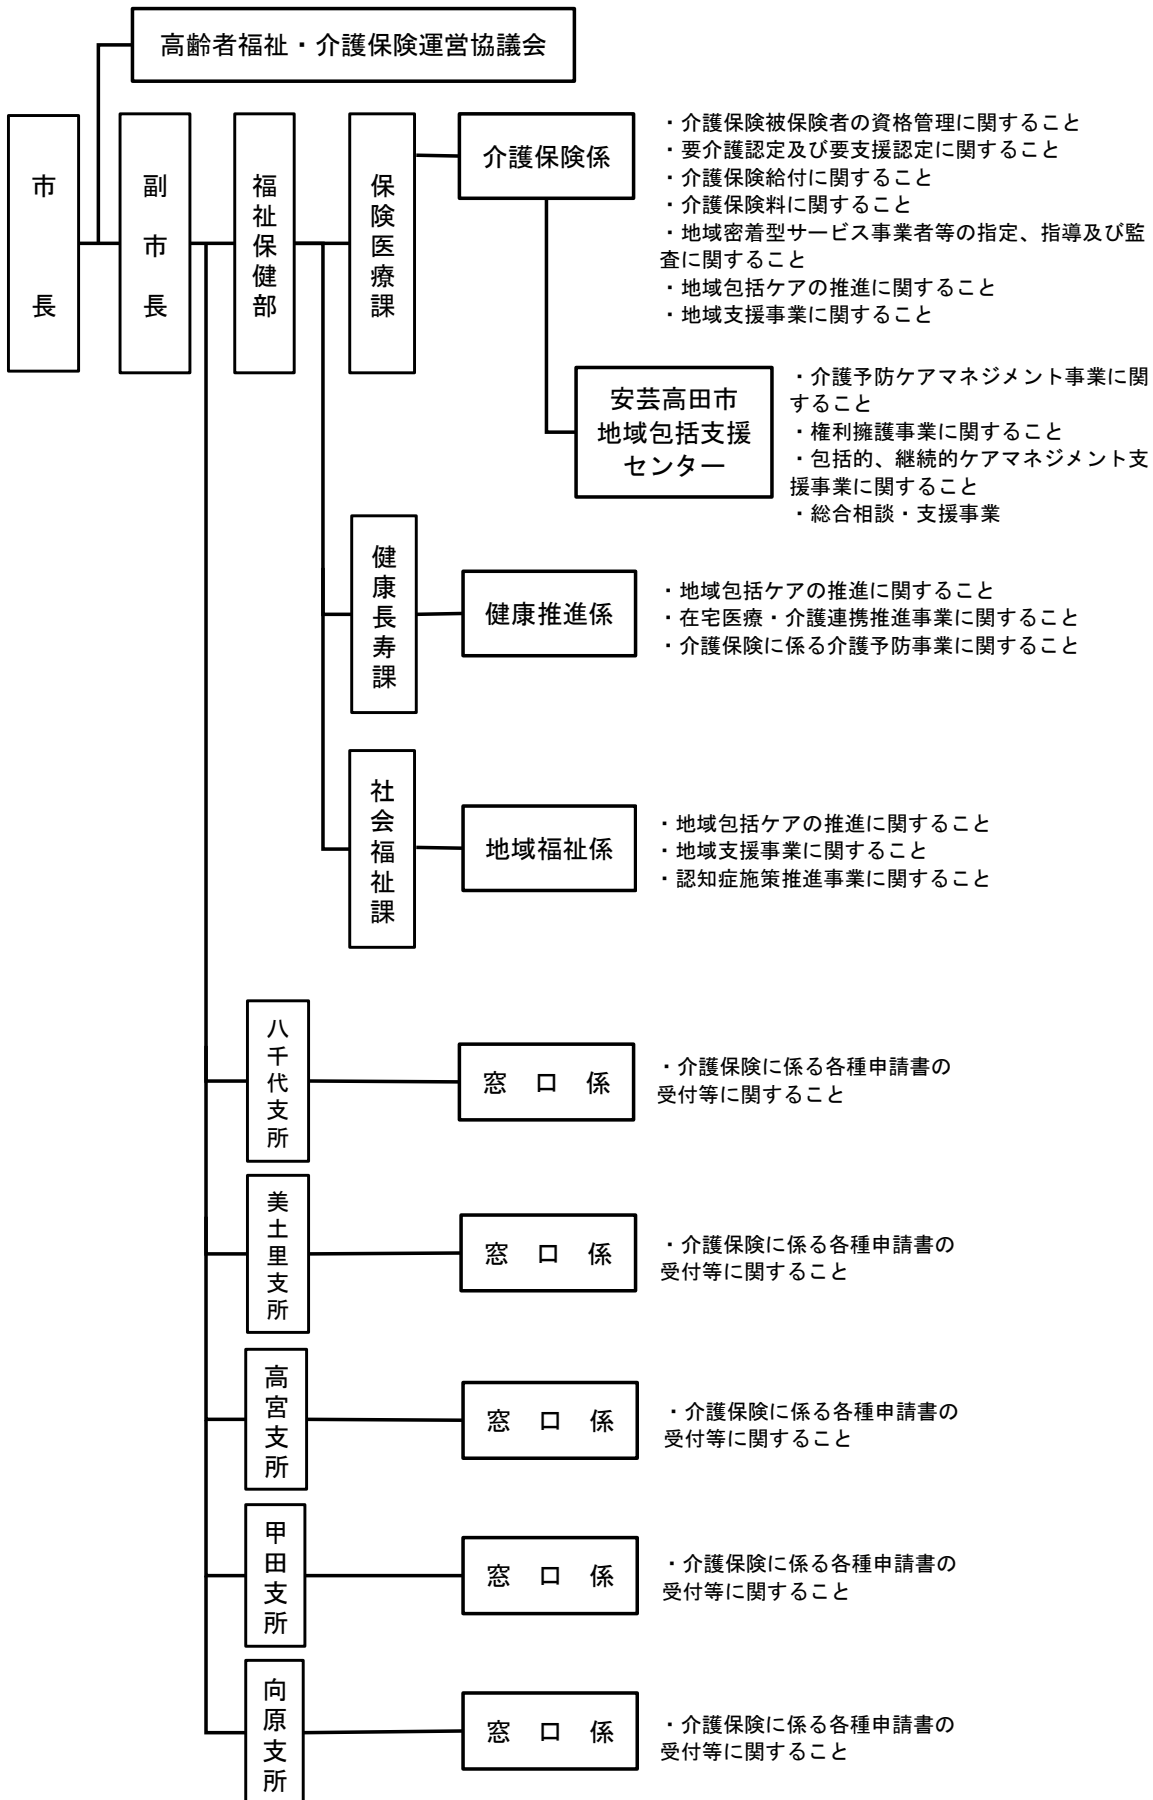 高齢者福祉・介護保険運営協議会
市長
副市長
福祉保健部
保険医療課
介護保険係
・介護保険被保険者の資格管理に関すること
・要介護認定及び要支援認定に関すること
・介護保険給付に関すること
・介護保険料に関すること
・地域密着型サービス事業者等の指定、指導及び監
査に関すること
・地域包括ケアの推進に関すること
・地域支援事業に関すること
安芸高田市
地域包括支援
センター
・介護予防ケアマネジメント事業に関
すること
・権利擁護事業に関すること
・包括的、継続的ケアマネジメント支
援事業に関すること
・総合相談・支援事業
健康長寿課
健康推進係
・地域包括ケアの推進に関すること
・在宅医療・介護連携推進事業に関すること
・介護保険に係る介護予防事業に関すること
社会福祉課
地域福祉係
・地域包括ケアの推進に関すること
・地域支援事業に関すること
・認知症施策推進事業に関すること
八千代支所
窓 口 係
・介護保険に係る各種申請書の
受付等に関すること
美土里支所
窓 口 係
・介護保険に係る各種申請書の
受付等に関すること
高宮支所
窓 口 係
・介護保険に係る各種申請書の
受付等に関すること
甲田支所
窓 口 係
・介護保険に係る各種申請書の
受付等に関すること
向原支所
窓 口 係
・介護保険に係る各種申請書の
受付等に関すること